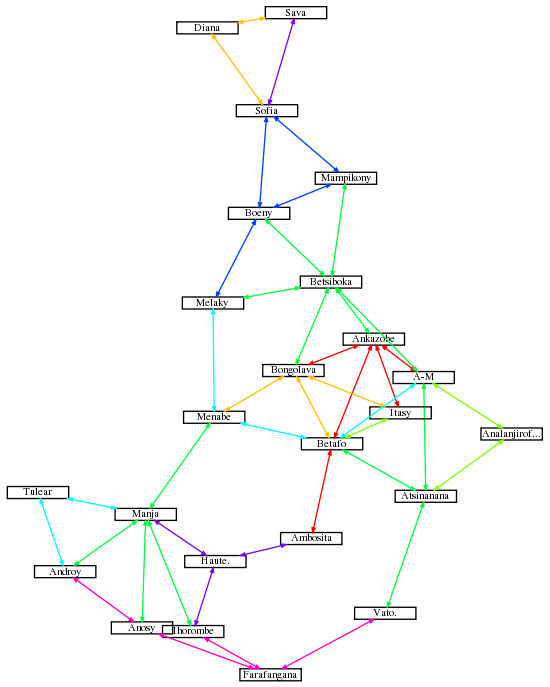 Sava
Diana
Sofia
Mampikony
Boeny
Betsiboka
Melaky
Ankazobe
Bongolava
A-M
Itasy
Menabe
Analanjirof...
Betafo
Tulear
Atsinanana
Manja
Ambosita
Haute.
Androy
Vato.
Anosy
Ihorombe
Farafangana